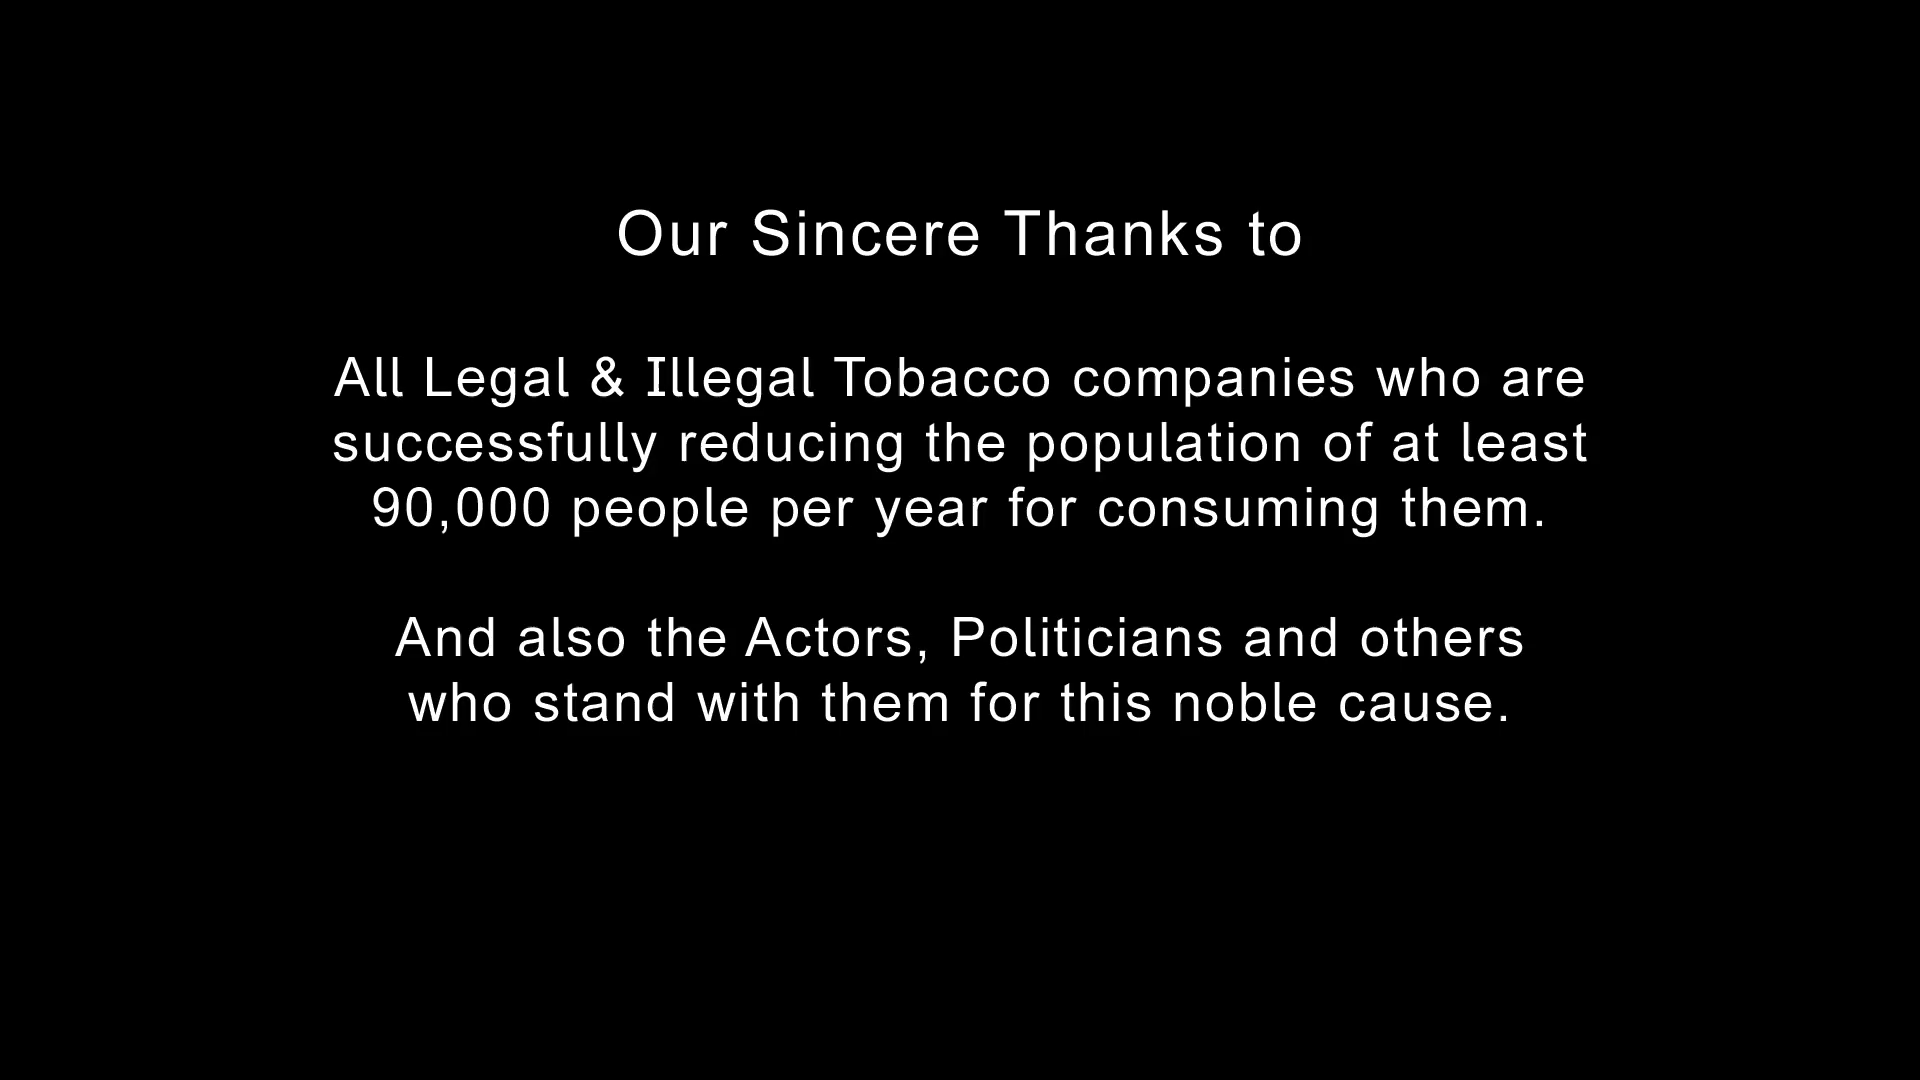 Our Sincere Thanks to
All Legal & Illegal Tobacco companies who are
successfully reducing the population of at least
90,000 people per year for consuming them.
And also the Actors, Politicians and others
who stand with them for this noble cause.